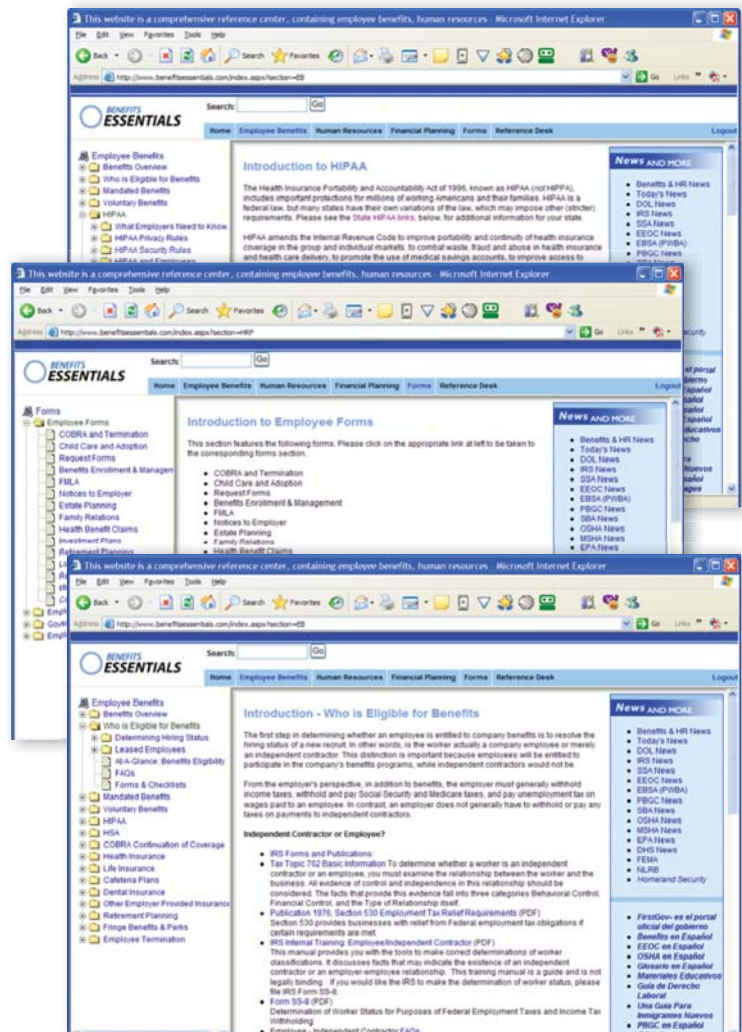 This website is a comprehensive reference center, containing employee benefits, human resources - Microsoft Internet Explorer
File Edit View Favorites Tools Help
Back Search Favorites
Address http://www.benefitsessentials.com/index.aspx?section=EB Go Links
BENEFITS ESSENTIALS
Search: Go
Home Employee Benefits Human Resources Financial Planning Forms Reference Desk Logout
Employee Benefits
Benefits Overview
Who is Eligible for Benefits
Mandated Benefits
Voluntary Benefits
HIPAA
What Employers Need to Know
HIPAA Privacy Rules
HIPAA Security Rules
HIPAA and Employees
Introduction to HIPAA
The Health Insurance Portability and Accountability Act of 1996, known as HIPAA (not HIPPA),
includes important protections for millions of working Americans and their families. HIPAA is a
federal law, but many states have their own variations of the law, which may impose other (stricter)
requirements. Please see the State HIPAA links, below, for additional information for your state.
HIPAA amends the Internal Revenue Code to improve portability and continuity of health insurance
coverage in the group and individual markets, to combat waste, fraud and abuse in health insurance
and health care delivery, to promote the use of medical savings accounts, to improve access to
News AND MORE
Benefits & HR News
Today's News
DOL News
IRS News
SSA News
EEOC News
EBSA (PWBA)
PBGC News
This website is a comprehensive reference center, containing employee benefits, human resources - Microsoft Internet Explorer
File Edit View Favorites Tools Help
Back Search Favorites
Address http://www.benefitsessentials.com/index.aspx?section=HRF Go Links
BENEFITS ESSENTIALS
Search: Go
Home Employee Benefits Human Resources Financial Planning Forms Reference Desk Logout
Forms
Employee Forms
COBRA and Termination
Child Care and Adoption
Request Forms
Benefits Enrollment & Managen
FMLA
Notices to Employer
Estate Planning
Family Relations
Health Benefit Claims
Investment Plans
Retirement Planning
Introduction to Employee Forms
This section features the following forms. Please click on the appropriate link at left to be taken to
the corresponding forms section.
COBRA and Termination
Child Care and Adoption
Request Forms
Benefits Enrollment & Management
FMLA
Notices to Employer
Estate Planning
Family Relations
Health Benefit Claims
News AND MORE
Benefits & HR News
Today's News
DOL News
IRS News
SSA News
EEOC News
EBSA (PWBA)
PBGC News
SBA News
OSHA News
MSHA News
EPA News
This website is a comprehensive reference center, containing employee benefits, human resources - Microsoft Internet Explorer
File Edit View Favorites Tools Help
Back Search Favorites
Address http://www.benefitsessentials.com/index.aspx?section=EB Go Links
BENEFITS ESSENTIALS
Search: Go
Home Employee Benefits Human Resources Financial Planning Forms Reference Desk Logout
Employee Benefits
Benefits Overview
Who is Eligible for Benefits
Determining Hiring Status
Leased Employees
At-A-Glance: Benefits Eligibility
FAQs
Forms & Checklists
Mandated Benefits
Voluntary Benefits
HIPAA
HSA
COBRA Continuation of Coverage
Health Insurance
Life Insurance
Cafeteria Plans
Dental Insurance
Other Employer Provided Insurance
Retirement Planning
Fringe Benefits & Perks
Employee Termination
Introduction - Who is Eligible for Benefits
The first step in determining whether an employee is entitled to company benefits is to resolve the
hiring status of a new recruit. In other words, is the worker actually a company employee or merely
an independent contractor. This distinction is important because employees will be entitled to
participate in the company's benefits programs, while independent contractors would not be.
From the employer's perspective, in addition to benefits, the employer must generally withhold
income taxes, withhold and pay Social Security and Medicare taxes, and pay unemployment tax on
wages paid to an employee. In contrast, an employer does not generally have to withhold or pay any
taxes on payments to independent contractors.
Independent Contractor or Employee?
IRS Forms and Publications:
Tax Topic 762 Basic Information To determine whether a worker is an independent
contractor or an employee, you must examine the relationship between the worker and the
business. All evidence of control and independence in this relationship should be
considered. The facts that provide this evidence fall into three categories Behavioral Control,
Financial Control, and the Type of Relationship itself.
Publication 1976, Section 530 Employment Tax Relief Requirements (PDF)
Section 530 provides businesses with relief from Federal employment tax obligations if
certain requirements are met.
IRS Internal Training: Employee/Independent Contractor (PDF)
This manual provides you with the tools to make correct determinations of worker
classifications. It discusses facts that may indicate the existence of an independent
contractor or an employer-employee relationship. This training manual is a guide and is not
legally binding. If you would like the IRS to make the determination of worker status, please
file IRS Form SS-8.
Form SS-8 (PDF)
Determination of Worker Status for Purposes of Federal Employment Taxes and Income Tax
Withholding
Employee - Independent Contractor FAQs
News AND MORE
Benefits & HR News
Today's News
DOL News
IRS News
SSA News
EEOC News
EBSA (PWBA)
PBGC News
SBA News
OSHA News
MSHA News
EPA News
DHS News
FEMA
NLRB
Homeland Security
FirstGov- es el portal
oficial del gobierno
Benefits en Español
EEOC en Español
OSHA en Español
Glosario en Español
Materiales Educativos
Guia de Derecho
Laboral
Una Guia Para
Inmigrantes Nuevos
PBGC en Español